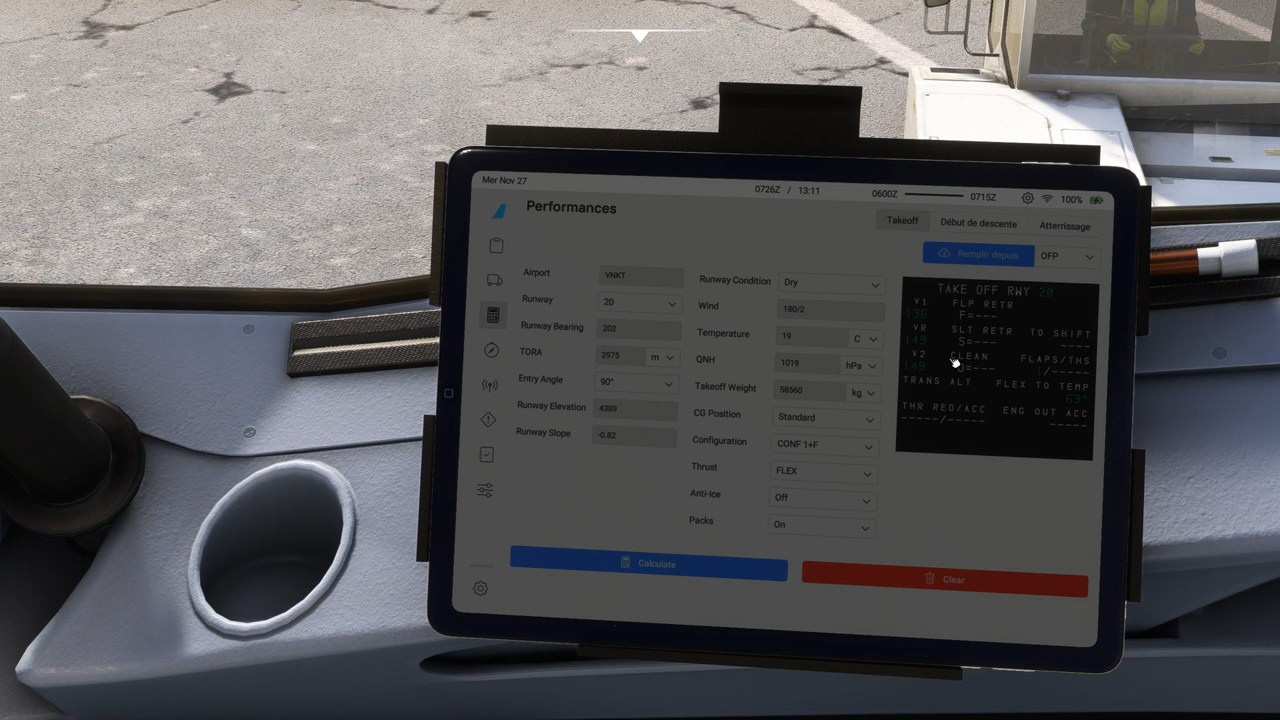 Mer Nov 27
0726Z / 13:11
0600Z 0715Z
100%
Performances
Takeoff
Début de descente
Atterrissage
Remplir depuis
OFP
Airport VNKT
Runway 20
Runway Bearing 202
TORA 2975 m
Entry Angle 90°
Runway Elevation 4389
Runway Slope -0.82
Runway Condition Dry
Wind 180/2
Temperature 19 C
QNH 1019 hPa
Takeoff Weight 58560 kg
CG Position Standard
Configuration CONF 1+F
Thrust FLEX
Anti-Ice Off
Packs On
TAKE OFF RWY 20
V1 FLP RETR
136 F=---
VR SLT RETR TO SHIFT
149 S=--- ----
V2 CLEAN FLAPS/THS
149 =--- 1/-----
TRANS ALT FLEX TO TEMP
63°
THR RED/ACC ENG OUT ACC
-----/----- -----
Calculate
Clear